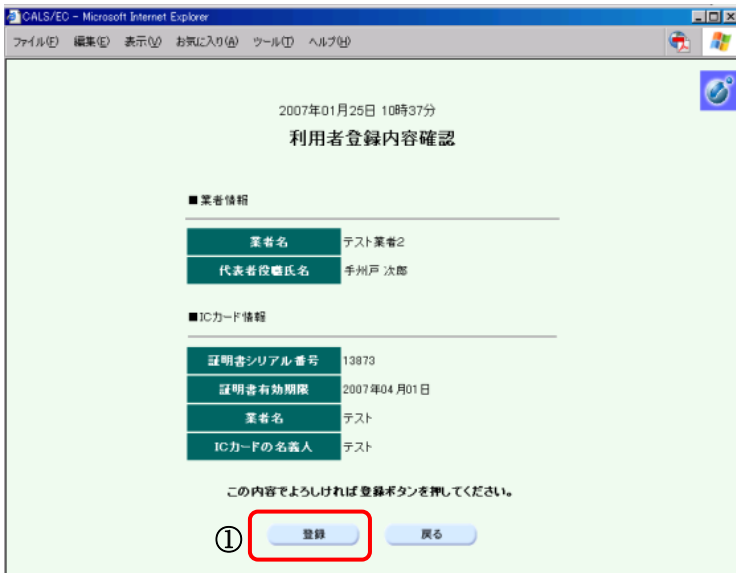 CALS/EC - Microsoft Internet Explorer
ファイル(F) 編集(E) 表示(V) お気に入り(A) ツール(T) ヘルプ(H)
2007年01月25日 10時37分
利用者登録内容確認
■業者情報
業者名 テスト業者2
代表者役職氏名 手州戸 次郎
■ICカード情報
証明書シリアル番号 13873
証明書有効期限 2007年04月01日
業者名 テスト
ICカードの名義人 テスト
この内容でよろしければ登録ボタンを押してください。
① 登録 戻る